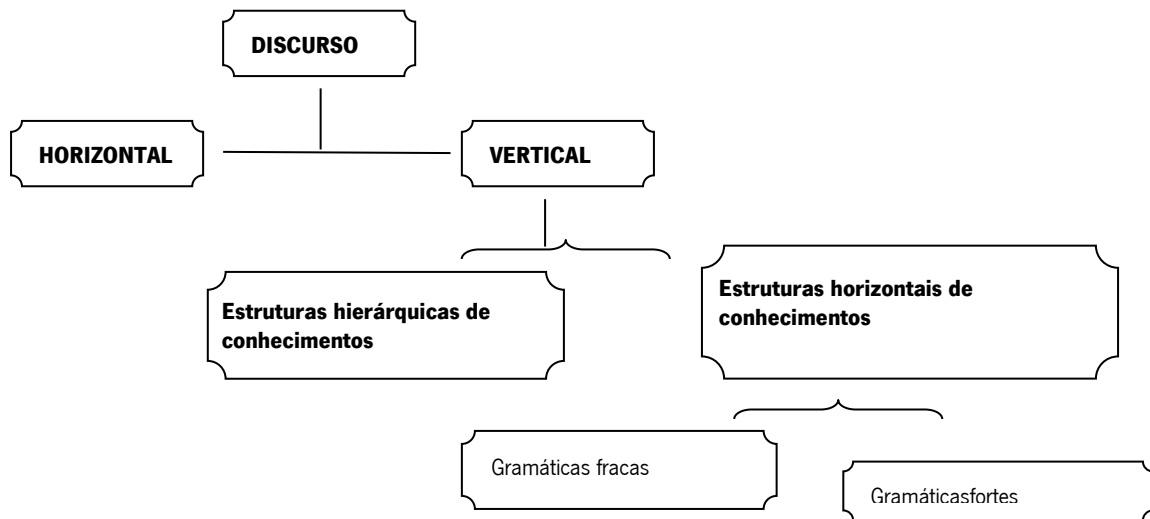 DISCURSO
HORIZONTAL
VERTICAL
Estruturas hierárquicas de
conhecimentos
Estruturas horizontais de
conhecimentos
Gramáticas fracas
Gramáticasfortes